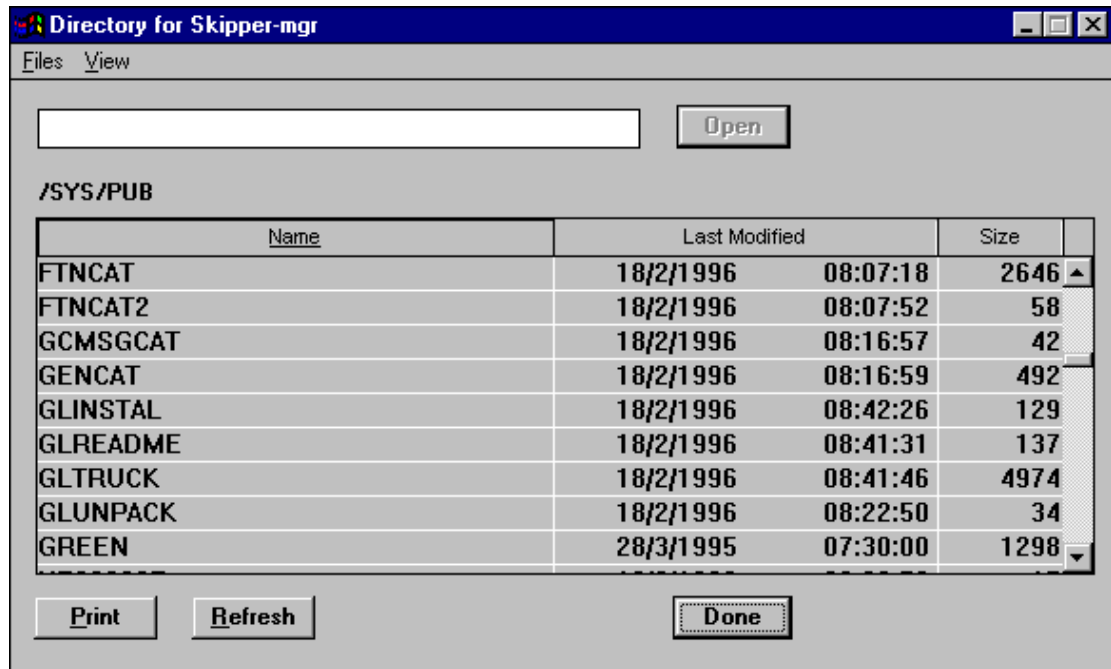 Directory for Skipper-mgr
Files View
Open
/SYS/PUB
Name Last Modified Size
FTNCAT 18/2/1996 08:07:18 2646
FTNCAT2 18/2/1996 08:07:52 58
GCMSGCAT 18/2/1996 08:16:57 42
GENCAT 18/2/1996 08:16:59 492
GLINSTAL 18/2/1996 08:42:26 129
GLREADME 18/2/1996 08:41:31 137
GLTRUCK 18/2/1996 08:41:46 4974
GLUNPACK 18/2/1996 08:22:50 34
GREEN 28/3/1995 07:30:00 1298
Print Refresh Done